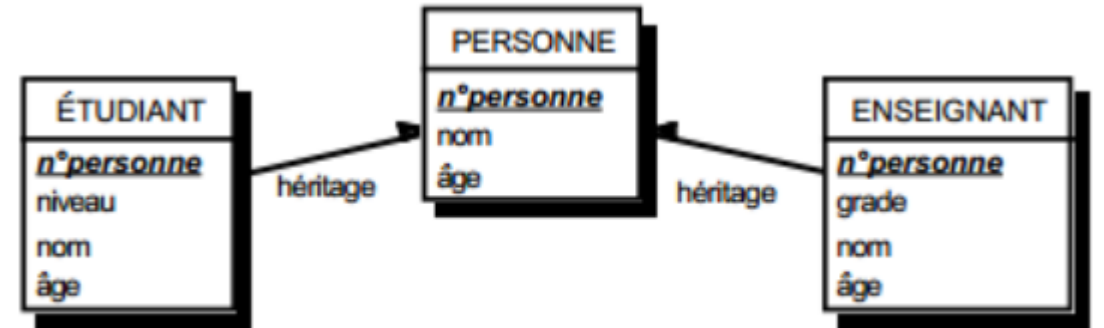 ÉTUDIANT
n°personne
niveau
nom
âge
héritage
PERSONNE
n°personne
nom
âge
héritage
ENSEIGNANT
n°personne
grade
nom
âge